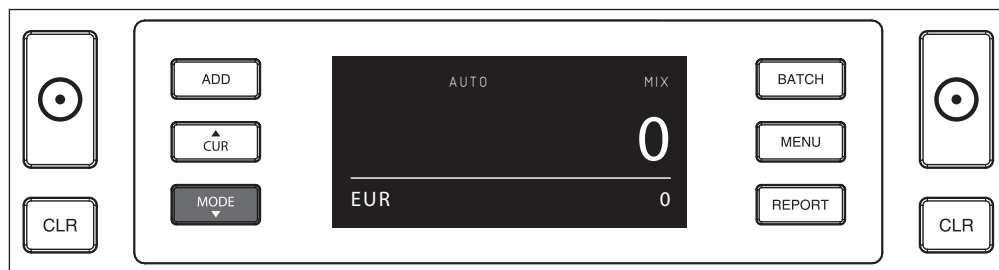 ADD
CUR
MODE
CLR
AUTO MIX
0
EUR 0
BATCH
MENU
REPORT
CLR